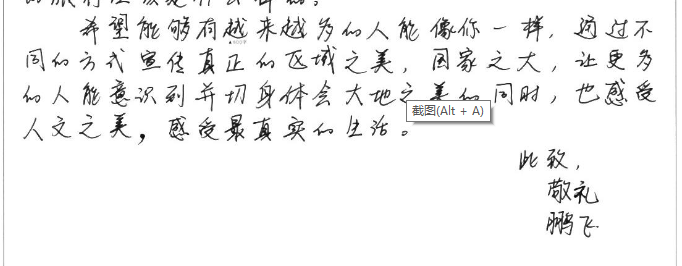 希望能够有越来越多的人能像你一样，通过不
同的方式宣传真正的区域之美，国家之大，让更多
的人能意识到并切身体会大地之美的同时，也感受
人文之美，感受最真实的生活。
截图(Alt + A)
此致，
敬礼
鹏飞